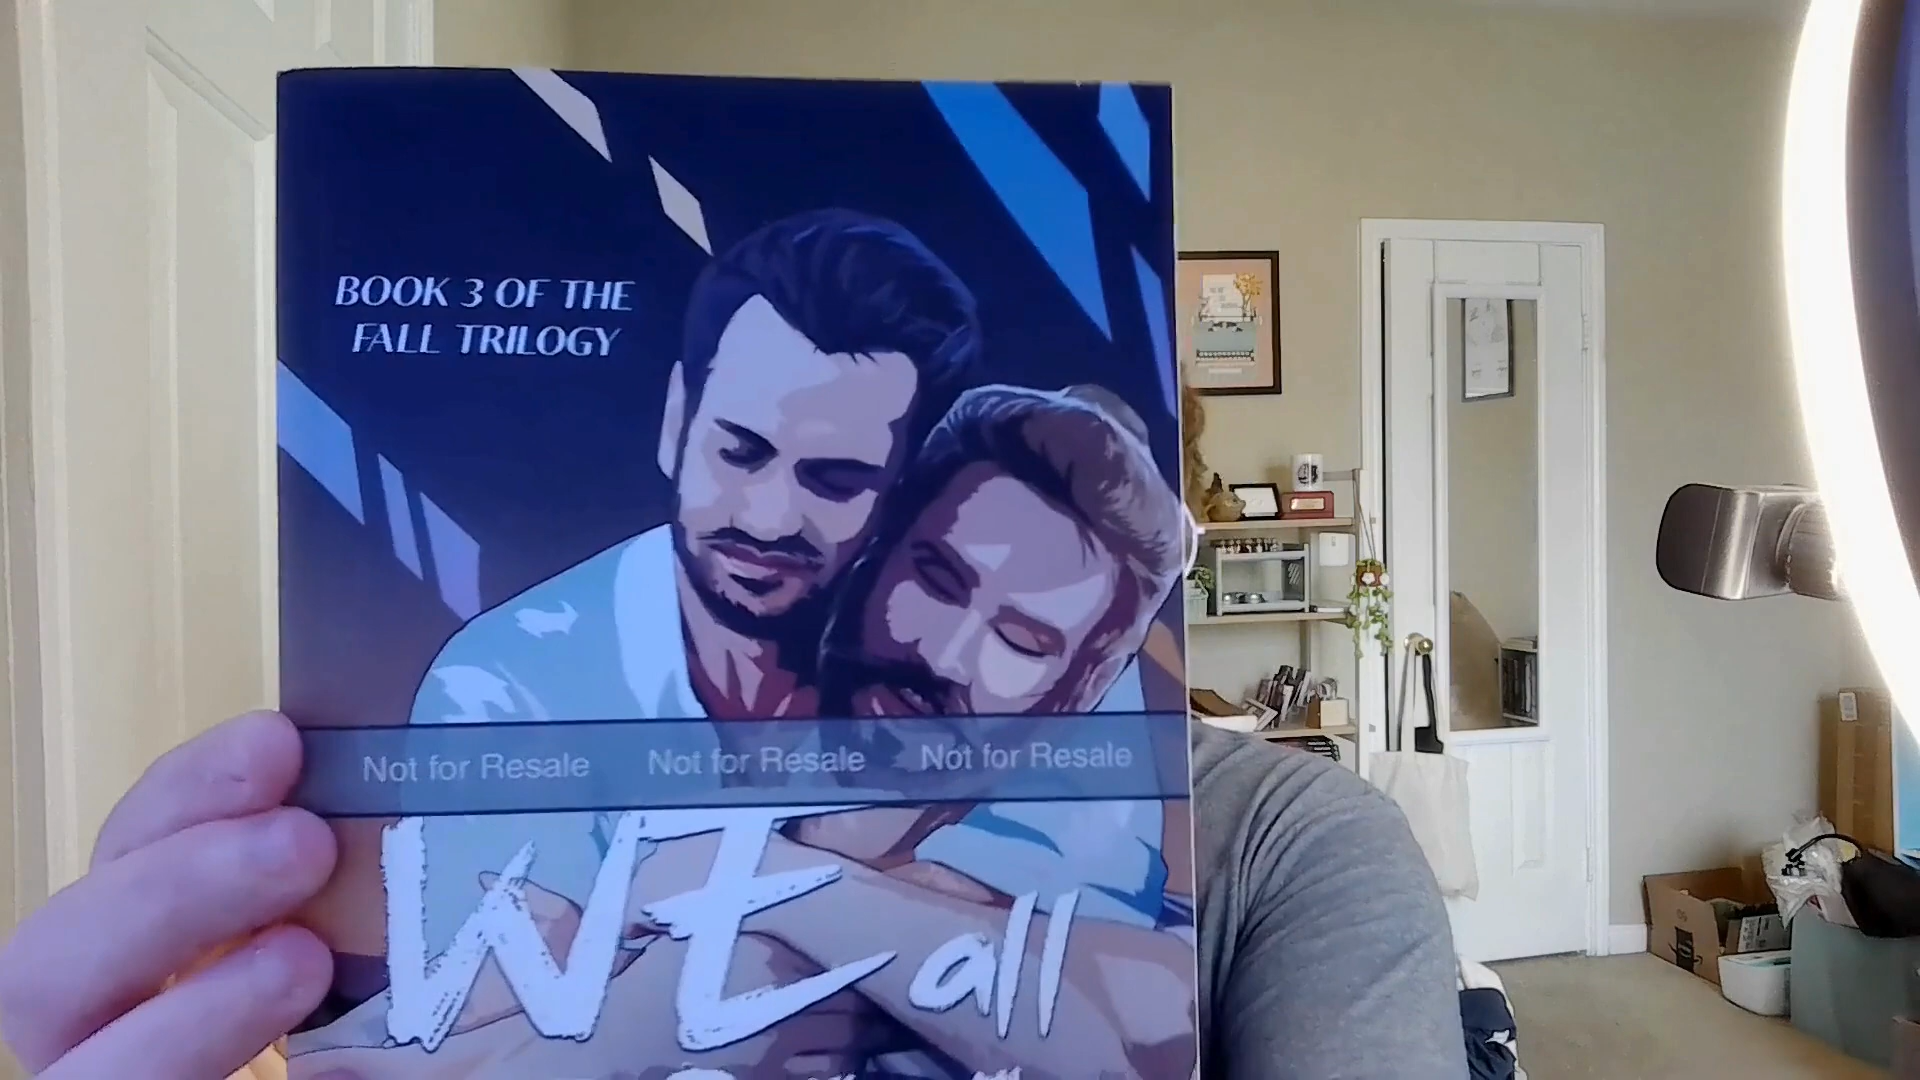 BOOK 3 OF THE
FALL TRILOGY
Not for Resale Not for Resale Not for Resale
WE all